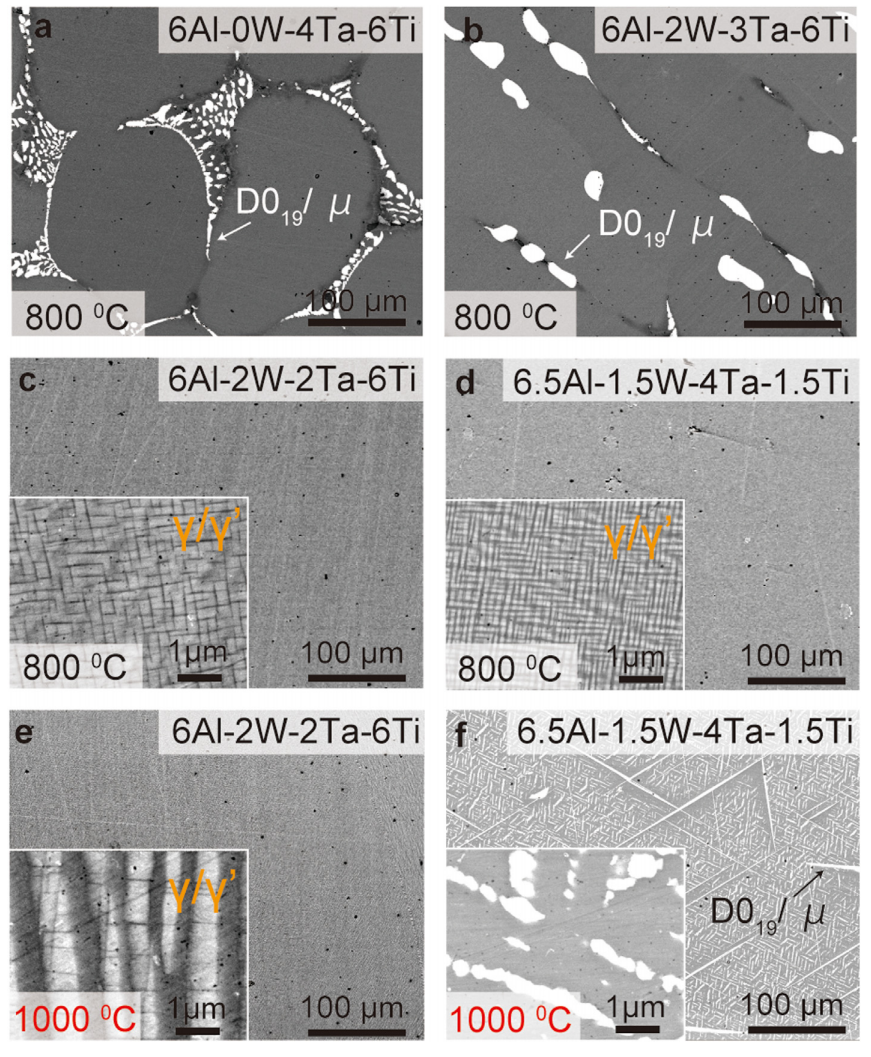 a 6Al-0W-4Ta-6Ti
D0₁₉/ μ
800 ⁰C 100 μm
b 6Al-2W-3Ta-6Ti
D0₁₉/ μ
800 ⁰C 100 μm
c 6Al-2W-2Ta-6Ti
γ/γ’
800 ⁰C 1μm 100 μm
d 6.5Al-1.5W-4Ta-1.5Ti
γ/γ’
800 ⁰C 1μm 100 μm
e 6Al-2W-2Ta-6Ti
γ/γ’
1000 ⁰C 1μm 100 μm
f 6.5Al-1.5W-4Ta-1.5Ti
D0₁₉/ μ
1000 ⁰C 1μm 100 μm